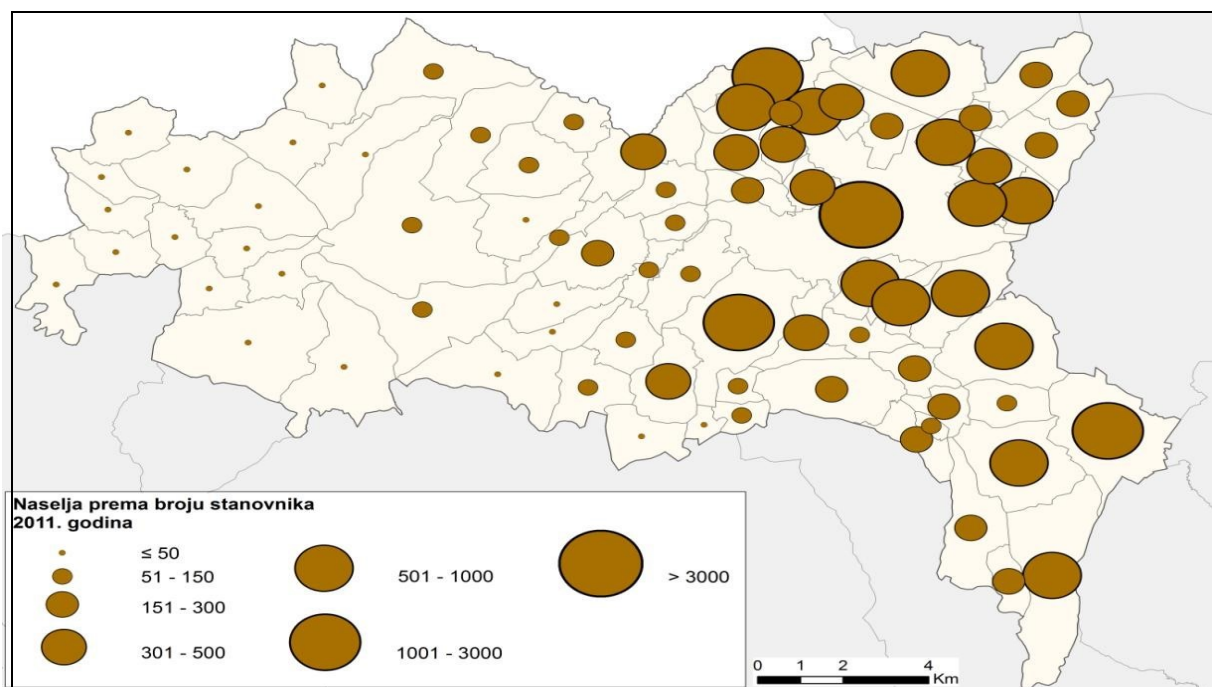 Naselja prema broju stanovnika
2011. godina
≤ 50
51 - 150
151 - 300
301 - 500
501 - 1000
1001 - 3000
> 3000
0 1 2 4
Km